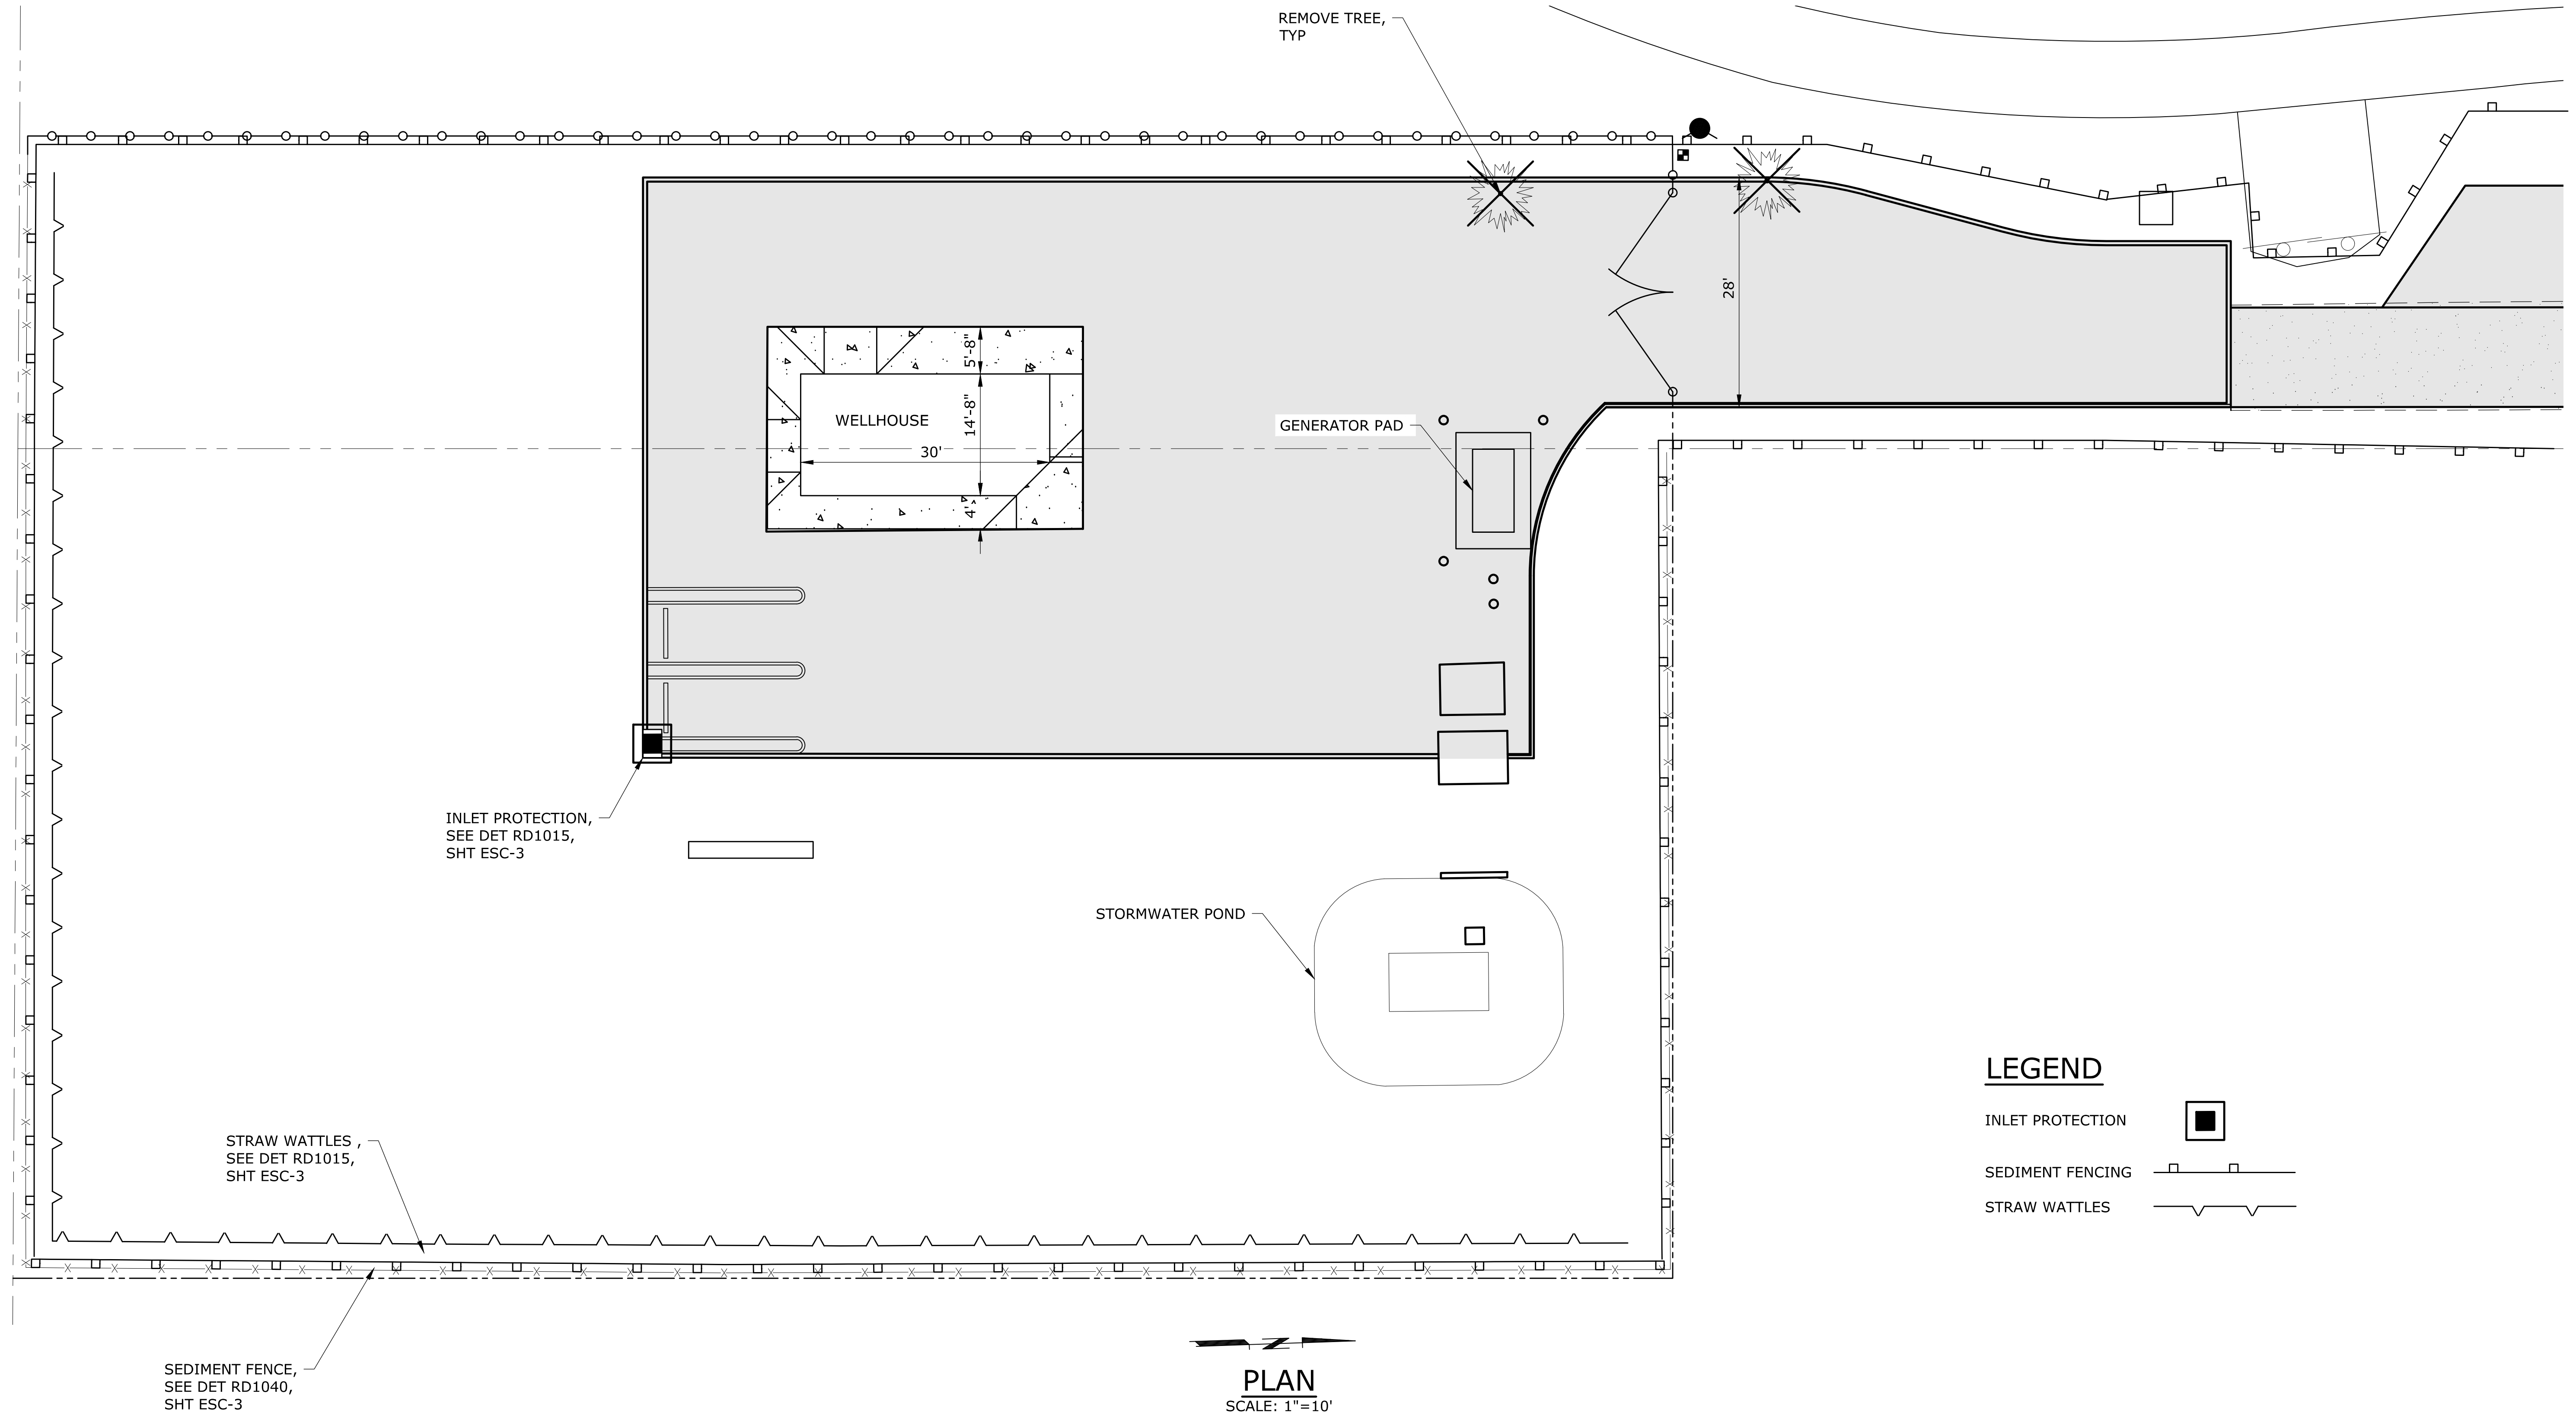 REMOVE TREE,
TYP
28'
5'-8"
14'-8"
WELLHOUSE
30'
4'
GENERATOR PAD
INLET PROTECTION,
SEE DET RD1015,
SHT ESC-3
STORMWATER POND
STRAW WATTLES ,
SEE DET RD1015,
SHT ESC-3
SEDIMENT FENCE,
SEE DET RD1040,
SHT ESC-3
LEGEND
INLET PROTECTION
SEDIMENT FENCING
STRAW WATTLES
PLAN
SCALE: 1"=10'